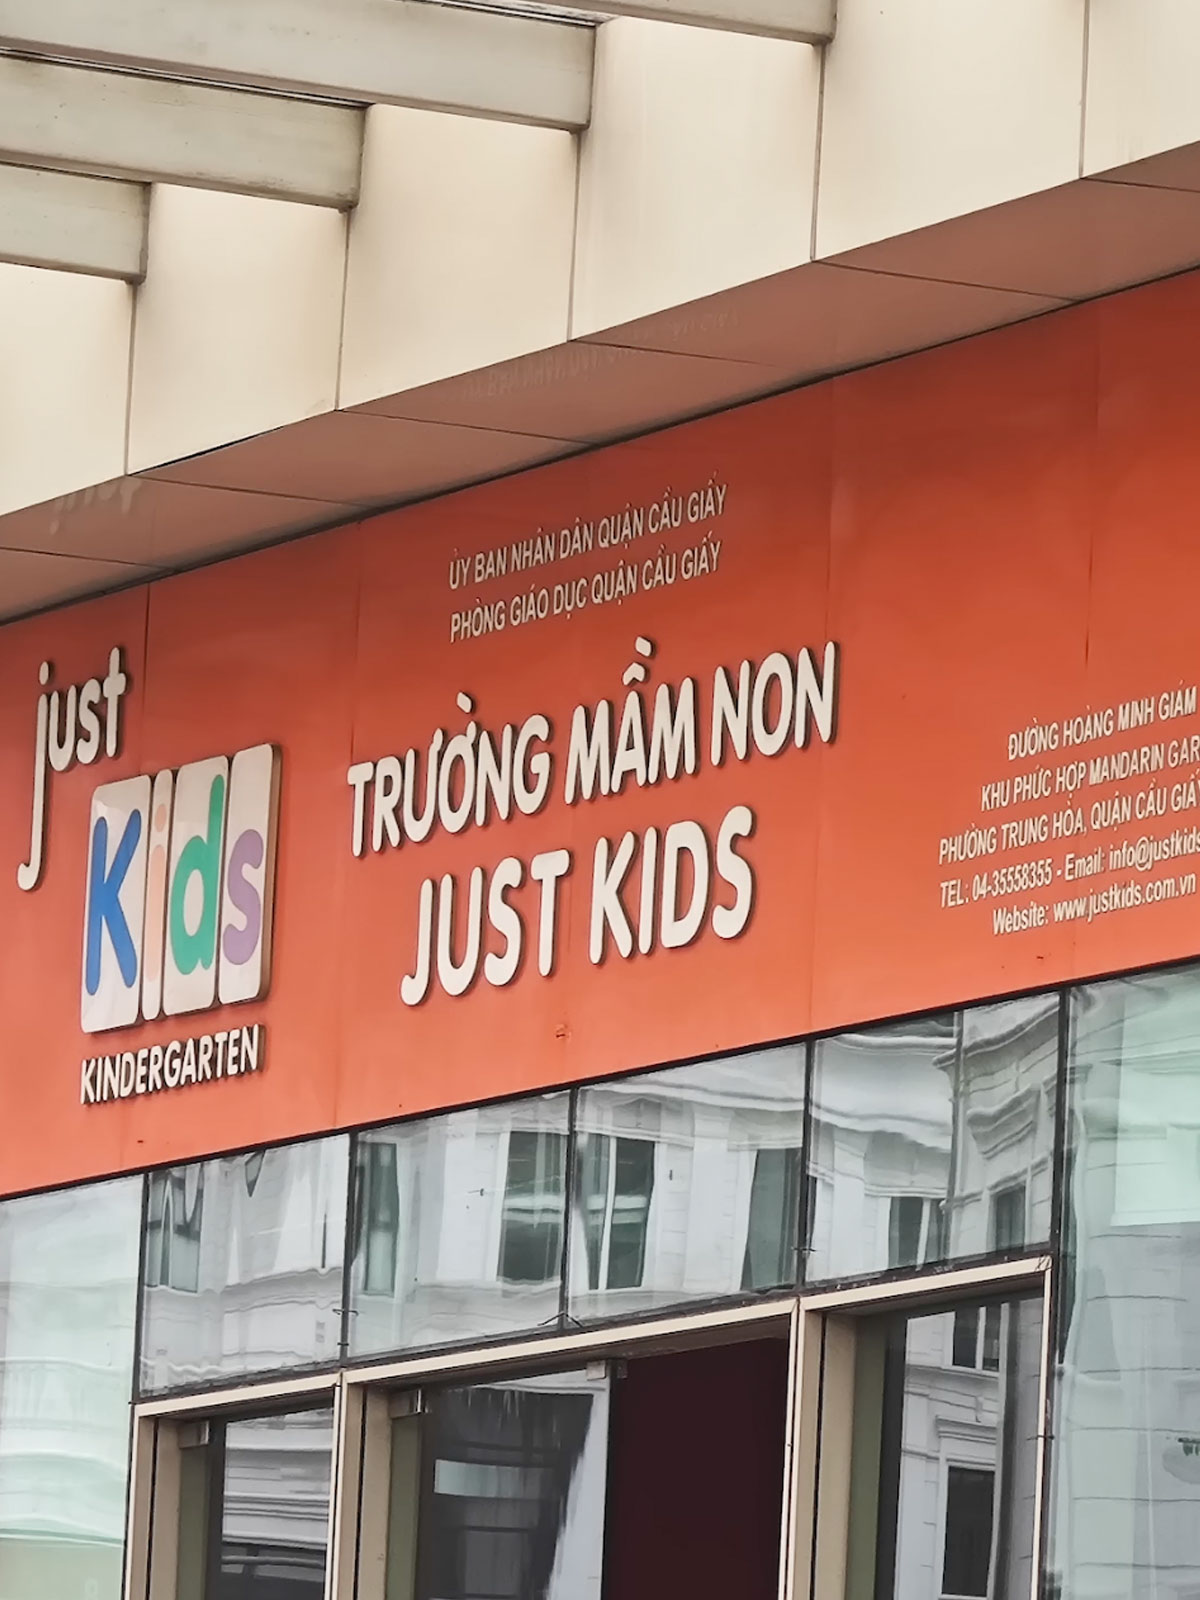 just
Kids
KINDERGARTEN
ỦY BAN NHÂN DÂN QUẬN CẦU GIẤY
PHÒNG GIÁO DỤC QUẬN CẦU GIẤY
TRƯỜNG MẦM NON
JUST KIDS
ĐƯỜNG HOÀNG MINH GIÁM
KHU PHỨC HỢP MANDARIN GAR
PHƯỜNG TRUNG HÒA, QUẬN CẦU GIẤY
TEL: 04-35558355 - Email: info@justkids
Website: www.justkids.com.vn